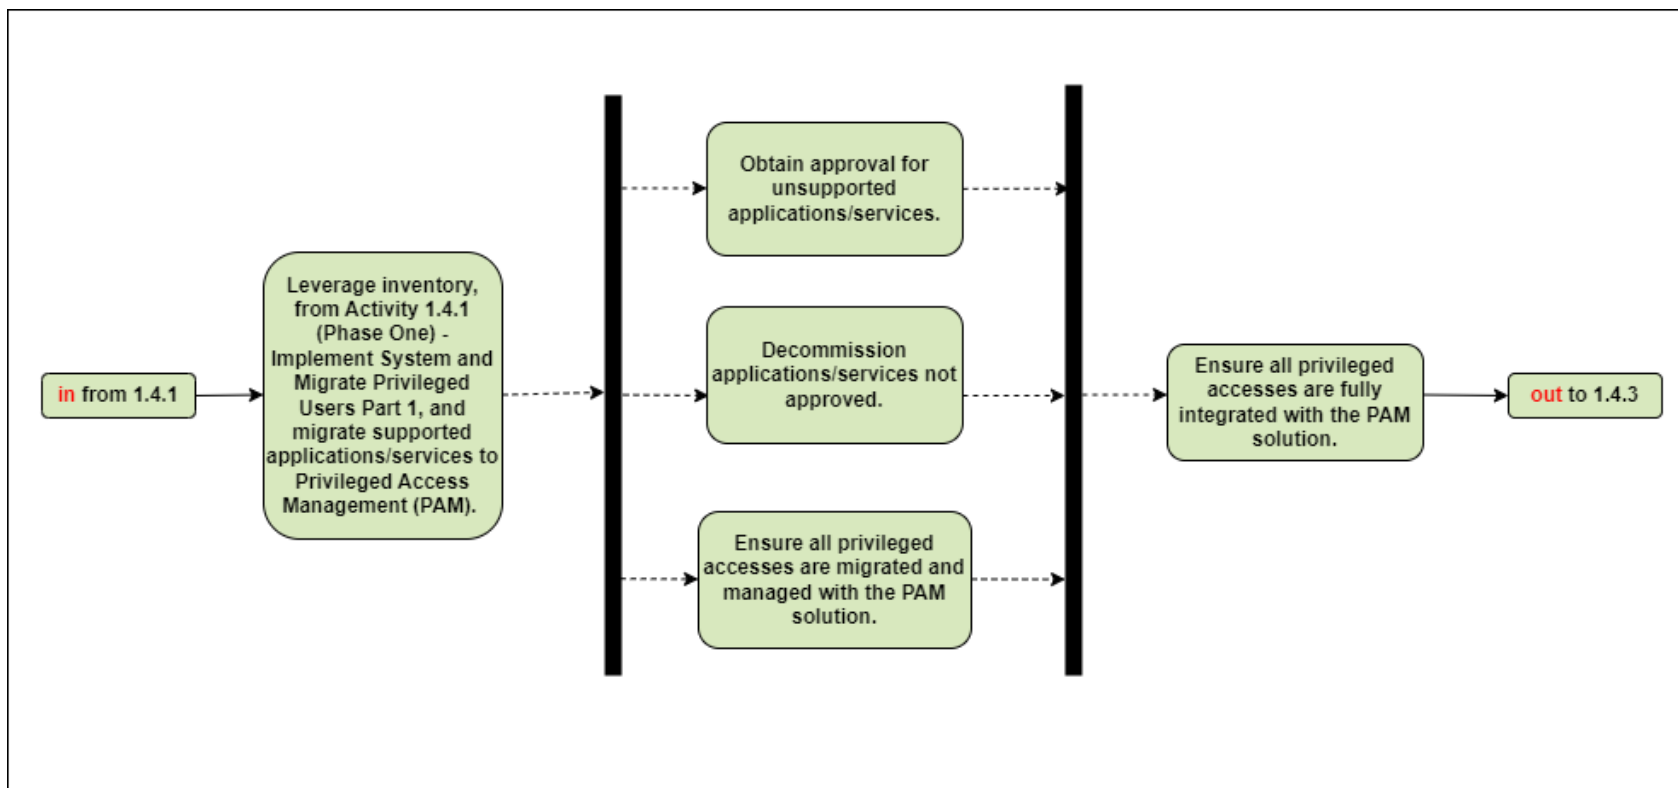 in from 1.4.1
Leverage inventory,
from Activity 1.4.1
(Phase One) -
Implement System and
Migrate Privileged
Users Part 1, and
migrate supported
applications/services to
Privileged Access
Management (PAM).
Obtain approval for
unsupported
applications/services.
Decommission
applications/services not
approved.
Ensure all privileged
accesses are migrated and
managed with the PAM
solution.
Ensure all privileged
accesses are fully
integrated with the PAM
solution.
out to 1.4.3